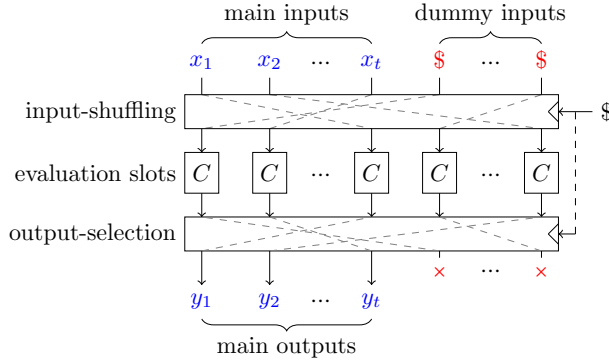 main inputs dummy inputs
x₁ x₂ ... xₜ $ ... $
input-shuffling $
evaluation slots C C ... C C ... C
output-selection
× ... ×
y₁ y₂ ... yₜ
main outputs